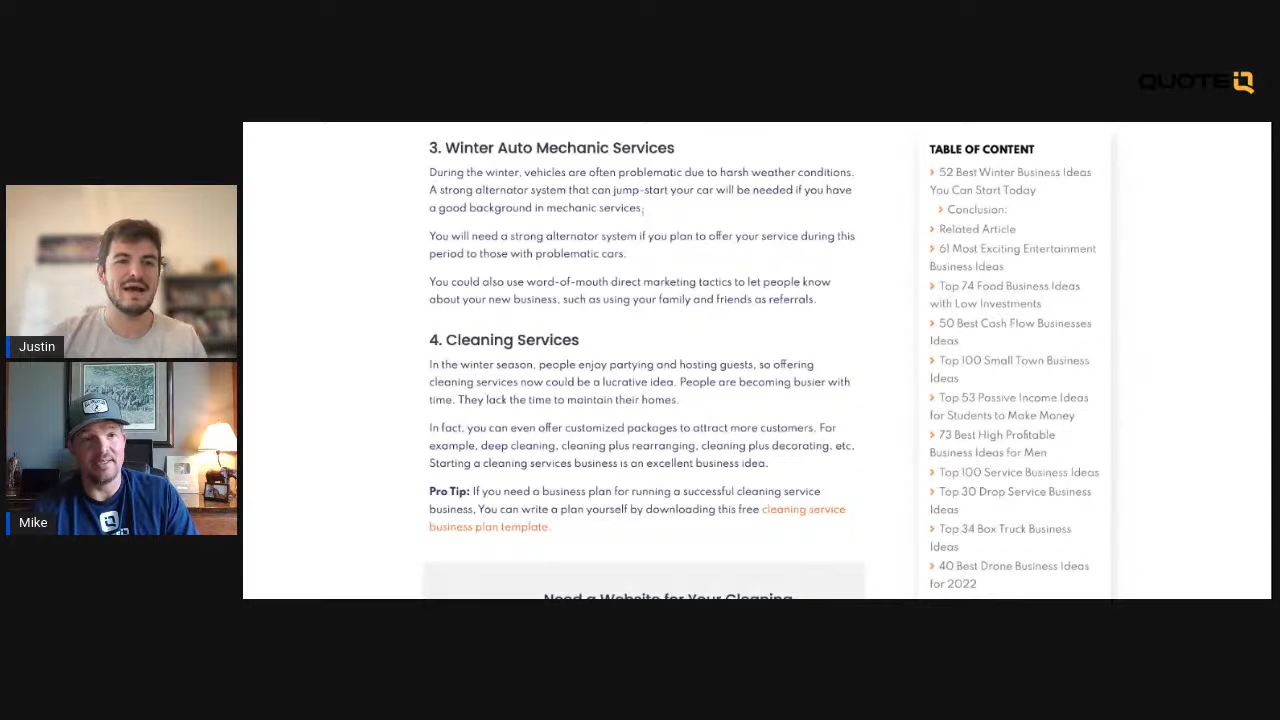 QUOTE IQ
3. Winter Auto Mechanic Services
During the winter, vehicles are often problematic due to harsh weather conditions.
A strong alternator system that can jump-start your car will be needed if you have
a good background in mechanic services.
You will need a strong alternator system if you plan to offer your service during this
period to those with problematic cars.
You could also use word-of-mouth direct marketing tactics to let people know
about your new business, such as using your family and friends as referrals.
4. Cleaning Services
In the winter season, people enjoy partying and hosting guests, so offering
cleaning services now could be a lucrative idea. People are becoming busier with
time. They lack the time to maintain their homes.
In fact, you can even offer customized packages to attract more customers. For
example, deep cleaning, cleaning plus rearranging, cleaning plus decorating, etc.
Starting a cleaning services business is an excellent business idea.
Pro Tip: If you need a business plan for running a successful cleaning service
business, You can write a plan yourself by downloading this free cleaning service
business plan template.
Need a Website for Your Cleaning
TABLE OF CONTENT
52 Best Winter Business Ideas
You Can Start Today
Conclusion:
Related Article
61 Most Exciting Entertainment
Business Ideas
Top 74 Food Business Ideas
with Low Investments
50 Best Cash Flow Businesses
Ideas
Top 100 Small Town Business
Ideas
Top 53 Passive Income Ideas
for Students to Make Money
73 Best High Profitable
Business Ideas for Men
Top 100 Service Business Ideas
Top 30 Drop Service Business
Ideas
Top 34 Box Truck Business
Ideas
40 Best Drone Business Ideas
for 2022
Justin
Mike